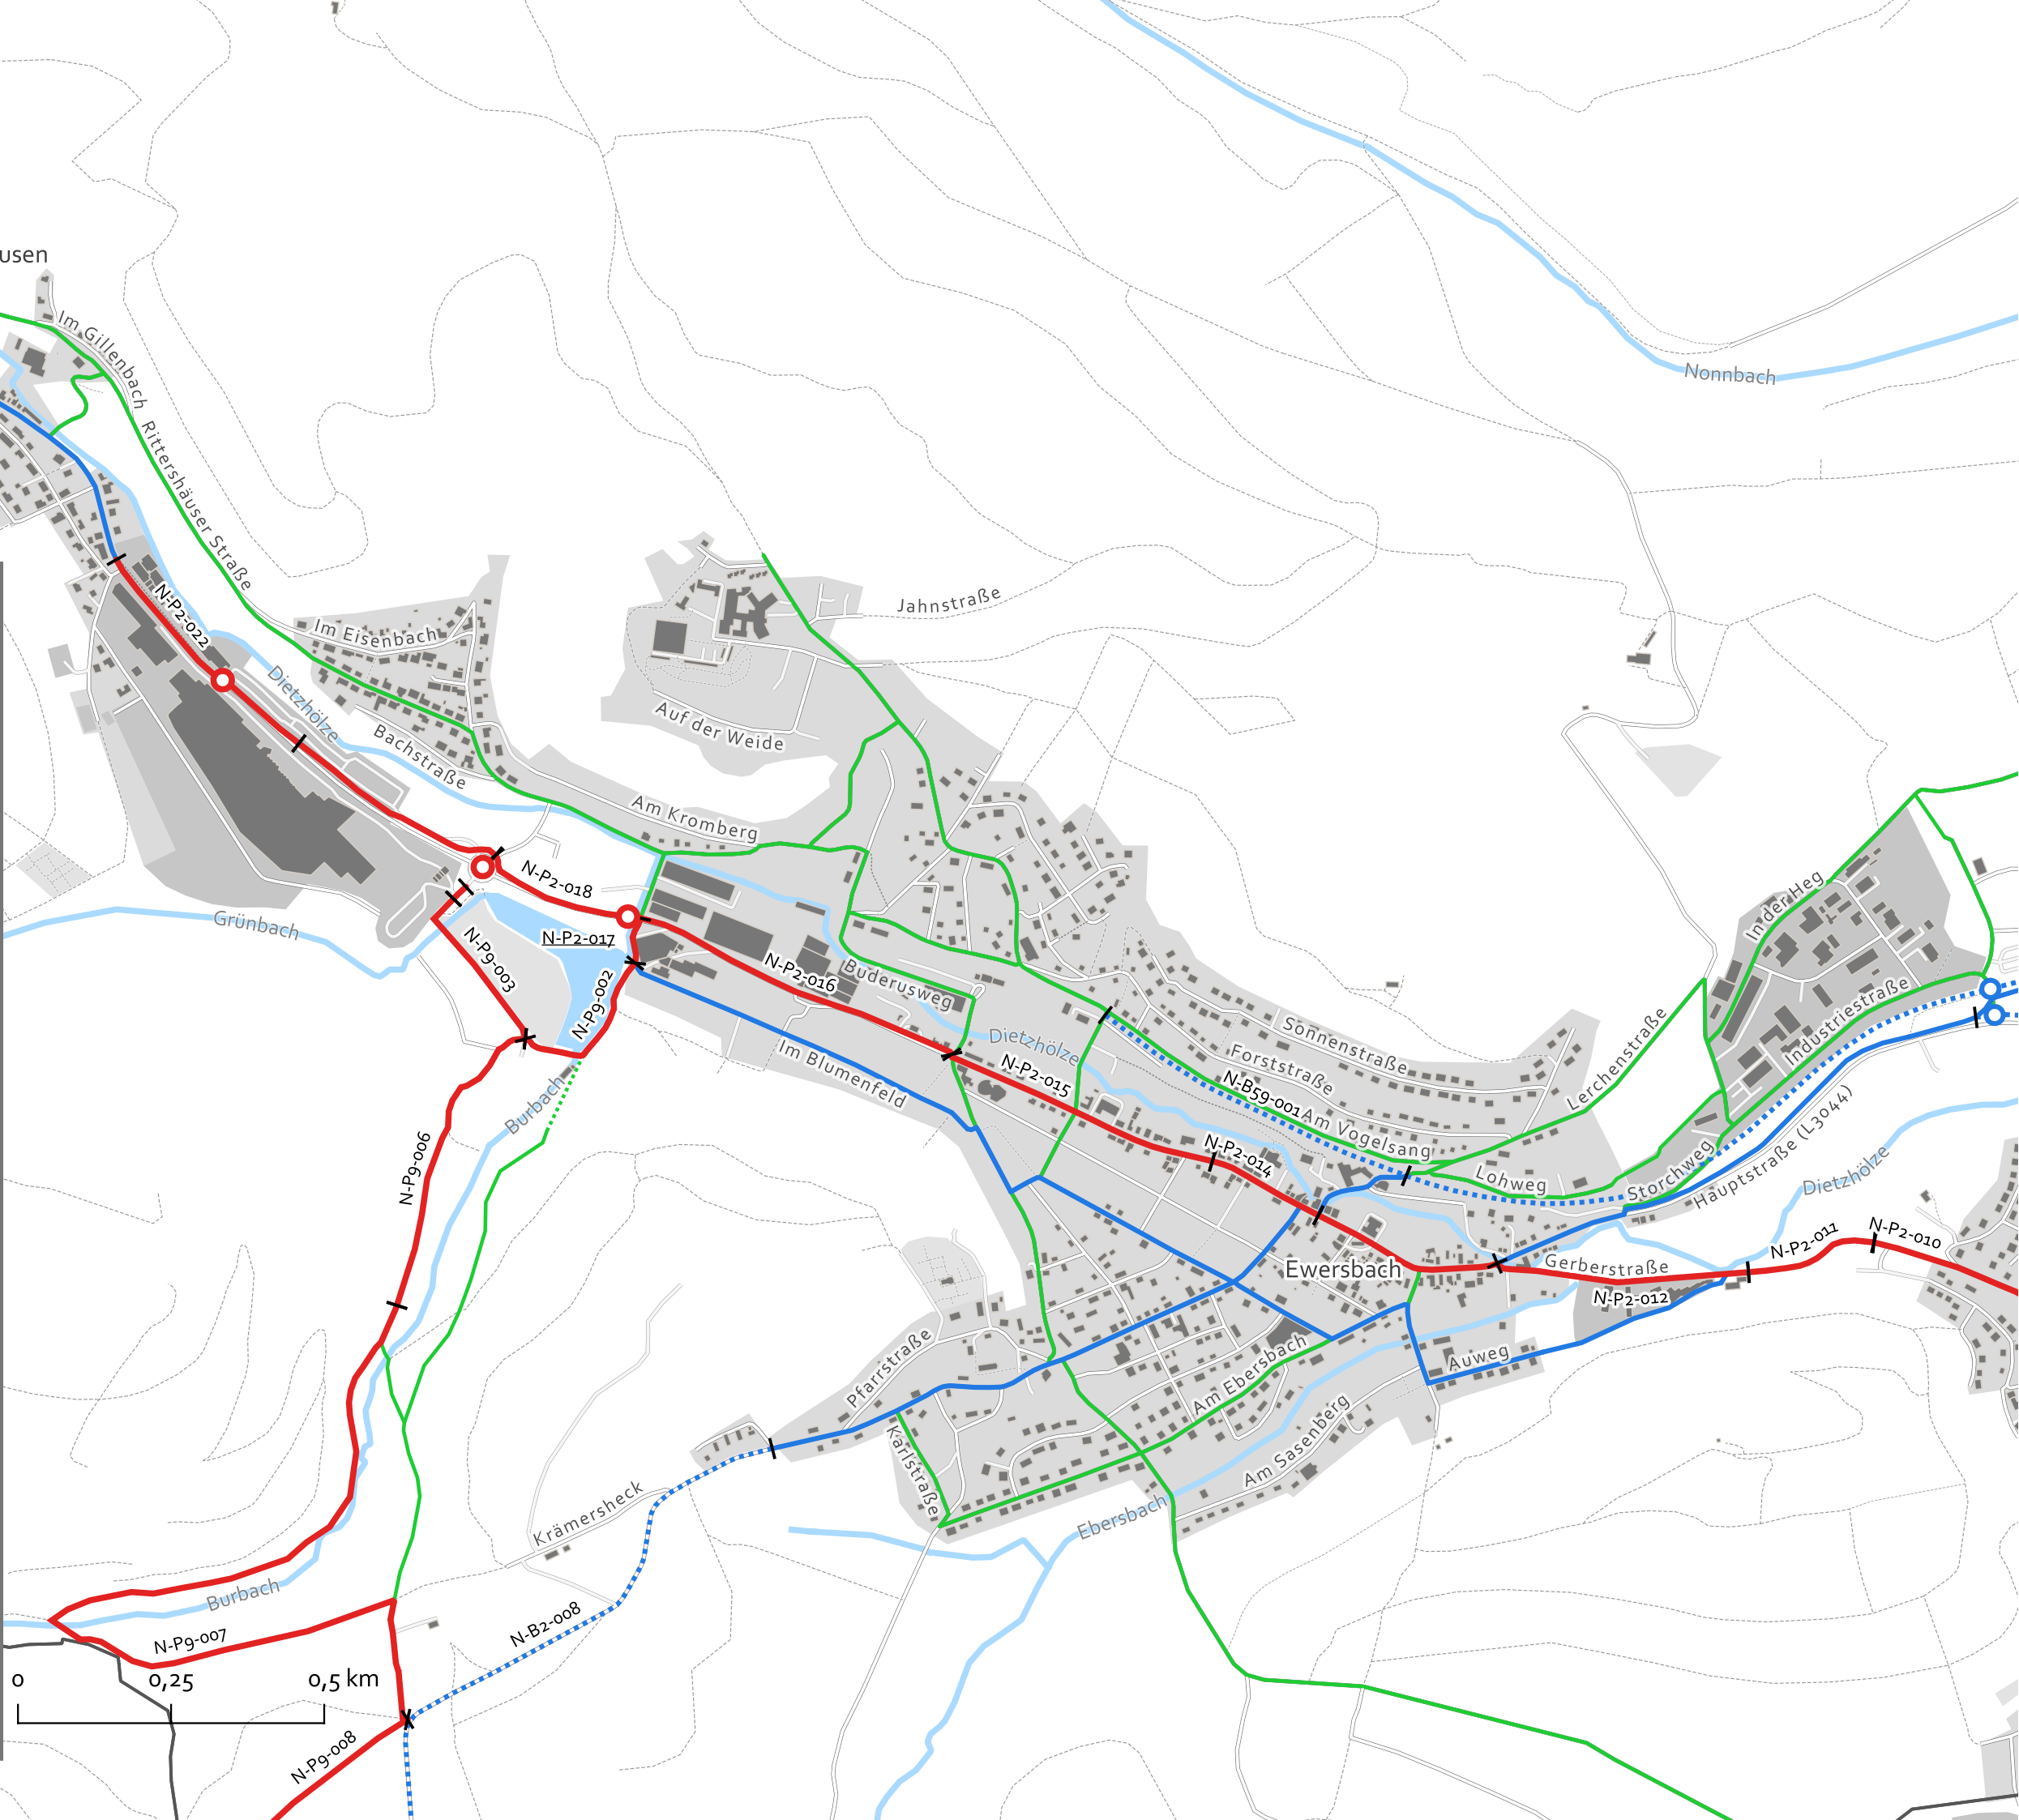 usen
Im Gillenbach
Rittershäuser Straße
Nonnbach
N-P2-022
Im Eisenbach
Jahnstraße
Dietzhölze
Bachstraße
Auf der Weide
Am Kromberg
N-P2-018
Grünbach
N-P2-017
N-P9-003
N-P9-002
N-P2-016
Buderusweg
In der Heg
Industriestraße
Dietzhölze
Sonnenstraße
Forststraße
Lerchenstraße
Im Blumenfeld
N-P2-015
N-B59-001
Am Vogelsang
Burbach
N-P9-006
N-P2-014
Lohweg
Storchweg
Hauptstraße (L3044)
Dietzhölze
Ewersbach
Gerberstraße
N-P2-011
N-P2-010
N-P2-012
Pfarrstraße
Am Ebersbach
Auweg
Karlstraße
Am Sasenberg
Krämersheck
Ebersbach
Burbach
N-P9-007
N-B2-008
0
0,25
0,5 km
N-P9-008